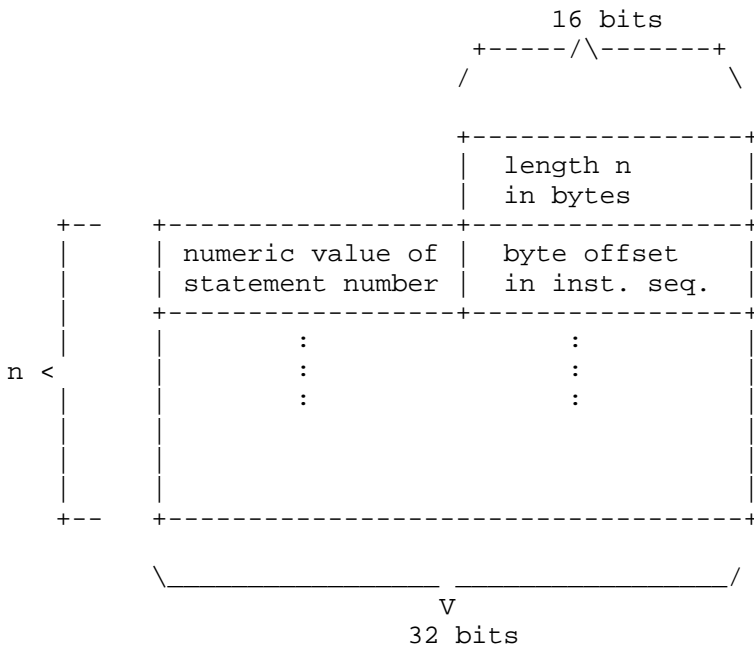 16 bits
length n
in bytes
numeric value of byte offset
statement number in inst. seq.
: :
: :
n <
: :
V
32 bits